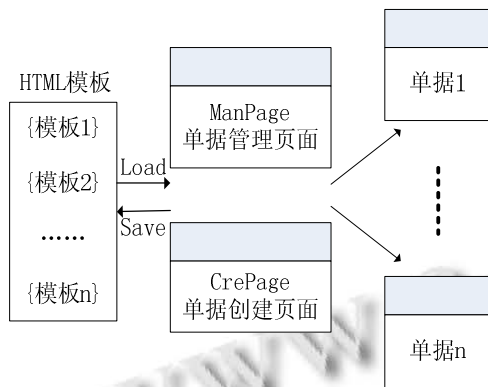 HTML模板
{模板1}
{模板2}
……
{模板n}
Load
Save
ManPage
单据管理页面
CrePage
单据创建页面
单据1
单据n
www